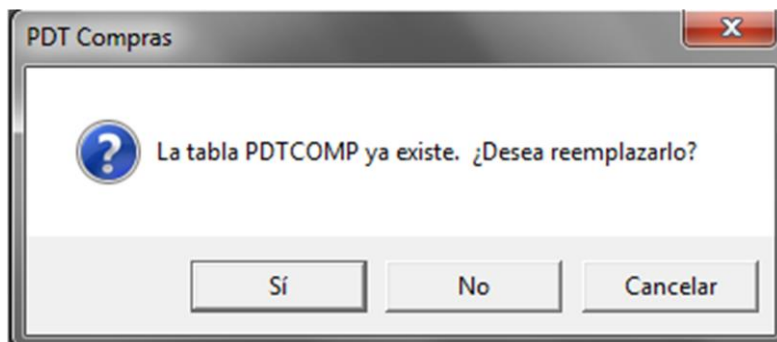 PDT Compras
La tabla PDTCOMP ya existe. ¿Desea reemplazarlo?
Sí
No
Cancelar